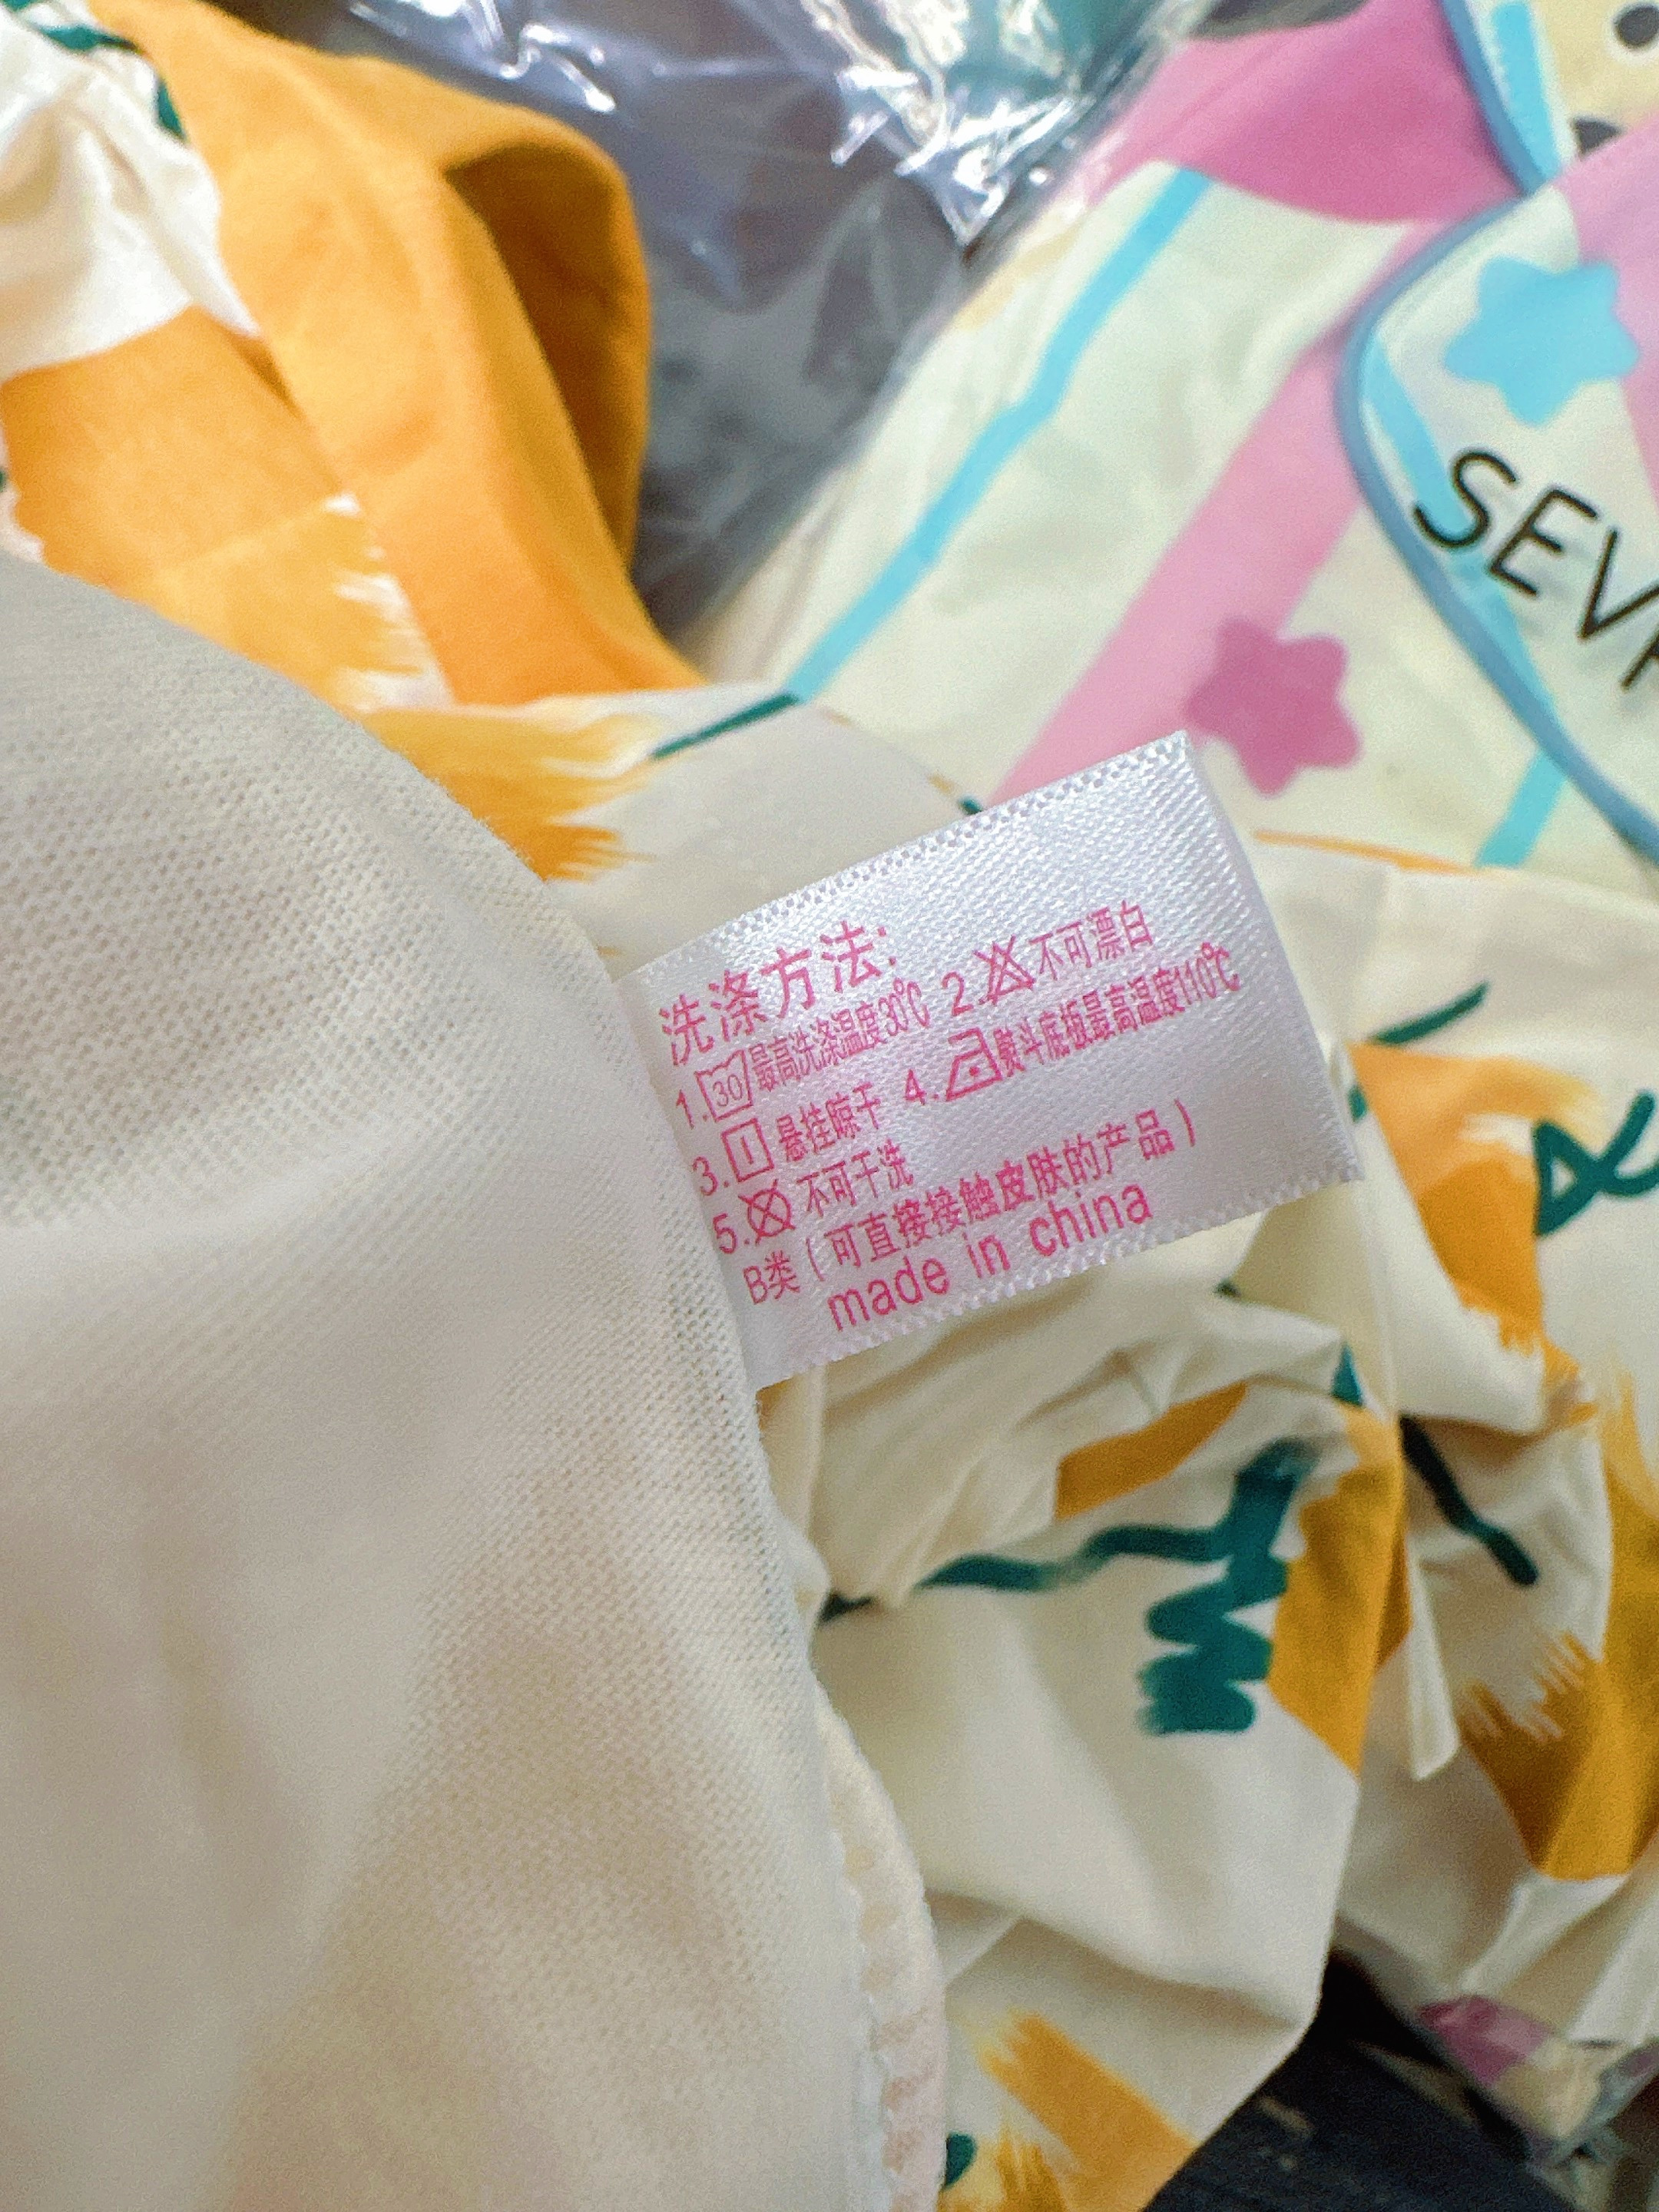 SEV
洗涤方法:
1. 30 最高洗涤温度30℃ 2. 不可漂白
3. 悬挂晾干 4. 熨斗底板最高温度110℃
5. 不可干洗
B类（可直接接触皮肤的产品）
made in china